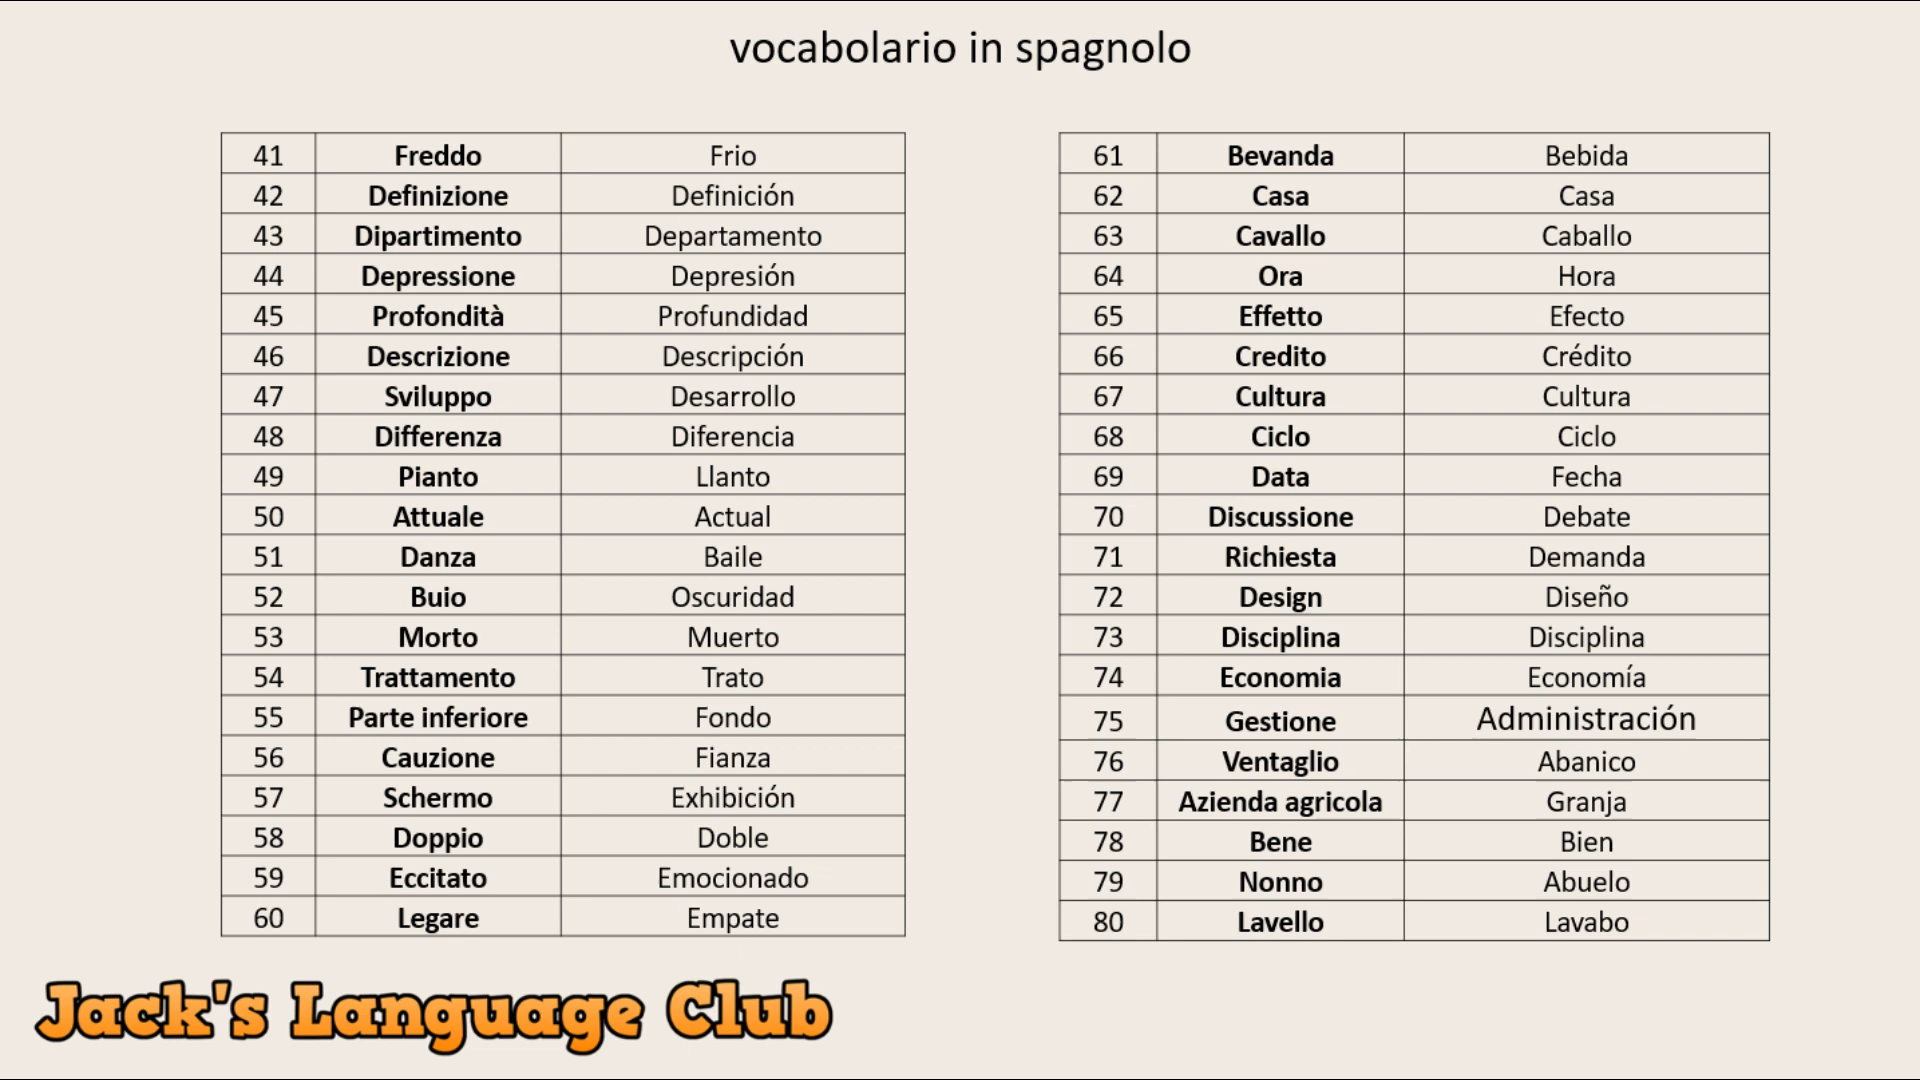 vocabolario in spagnolo
41 Freddo Frio
42 Definizione Definición
43 Dipartimento Departamento
44 Depressione Depresión
45 Profondità Profundidad
46 Descrizione Descripción
47 Sviluppo Desarrollo
48 Differenza Diferencia
49 Pianto Llanto
50 Attuale Actual
51 Danza Baile
52 Buio Oscuridad
53 Morto Muerto
54 Trattamento Trato
55 Parte inferiore Fondo
56 Cauzione Fianza
57 Schermo Exhibición
58 Doppio Doble
59 Eccitato Emocionado
60 Legare Empate
61 Bevanda Bebida
62 Casa Casa
63 Cavallo Caballo
64 Ora Hora
65 Effetto Efecto
66 Credito Crédito
67 Cultura Cultura
68 Ciclo Ciclo
69 Data Fecha
70 Discussione Debate
71 Richiesta Demanda
72 Design Diseño
73 Disciplina Disciplina
74 Economia Economía
75 Gestione Administración
76 Ventaglio Abanico
77 Azienda agricola Granja
78 Bene Bien
79 Nonno Abuelo
80 Lavello Lavabo
Jack's Language Club